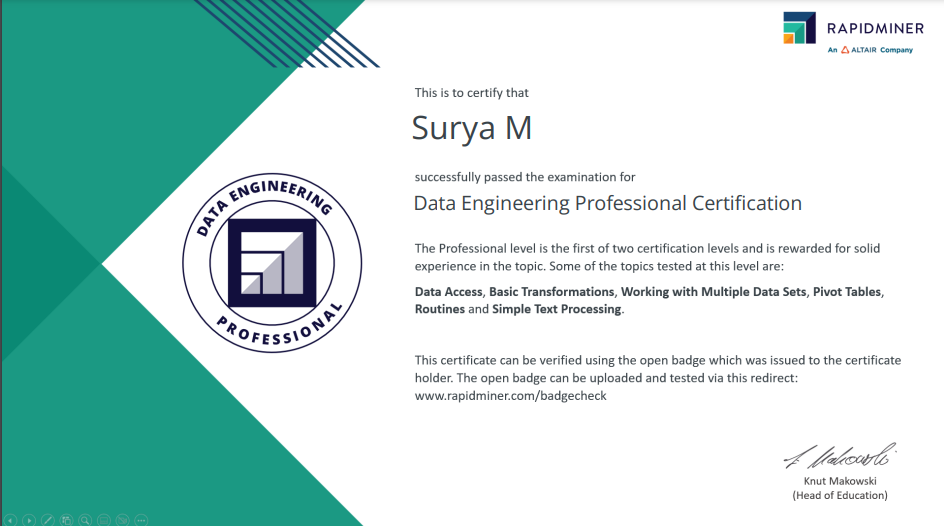 RAPIDMINER
An ALTAIR Company
This is to certify that
Surya M
successfully passed the examination for
Data Engineering Professional Certification
DATA ENGINEERING
PROFESSIONAL
The Professional level is the first of two certification levels and is rewarded for solid
experience in the topic. Some of the topics tested at this level are:
Data Access, Basic Transformations, Working with Multiple Data Sets, Pivot Tables,
Routines and Simple Text Processing.
This certificate can be verified using the open badge which was issued to the certificate
holder. The open badge can be uploaded and tested via this redirect:
www.rapidminer.com/badgecheck
Knut Makowski
(Head of Education)